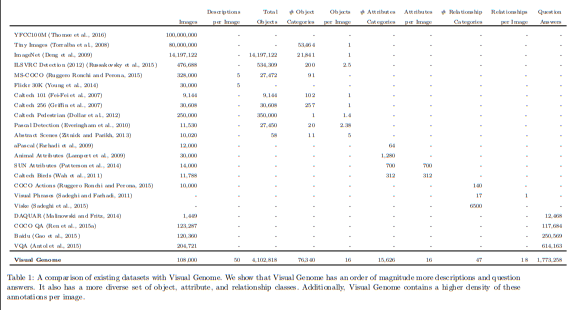 Descriptions Total # Object Objects # Attributes Attributes # Relationship Relationships Question
Images per Image Objects Categories per Image Categories per Image Categories per Image Answers
YFCC100M (Thomee et al., 2016) 100,000,000 - - - - - - - - -
Tiny Images (Torralba et al., 2008) 80,000,000 - - 53,464 1 - - - - -
ImageNet (Deng et al., 2009) 14,197,122 - 14,197,122 21,841 1 - - - - -
ILSVRC Detection (2012) (Russakovsky et al., 2015) 476,688 - 534,309 200 2.5 - - - - -
MS-COCO (Ruggero Ronchi and Perona, 2015) 328,000 5 27,472 91 - - - - - -
Flickr 30K (Young et al., 2014) 30,000 5 - - - - - - - -
Caltech 101 (Fei-Fei et al., 2007) 9,144 - 9,144 102 1 - - - - -
Caltech 256 (Griffin et al., 2007) 30,608 - 30,608 257 1 - - - - -
Caltech Pedestrian (Dollar et al., 2012) 250,000 - 350,000 1 1.4 - - - - -
Pascal Detection (Everingham et al., 2010) 11,530 - 27,450 20 2.38 - - - - -
Abstract Scenes (Zitnick and Parikh, 2013) 10,020 - 58 11 5 - - - - -
aPascal (Farhadi et al., 2009) 12,000 - - - - 64 - - - -
Animal Attributes (Lampert et al., 2009) 30,000 - - - - 1,280 - - - -
SUN Attributes (Patterson et al., 2014) 14,000 - - - - 700 700 - - -
Caltech Birds (Wah et al., 2011) 11,788 - - - - 312 312 - - -
COCO Actions (Ruggero Ronchi and Perona, 2015) 10,000 - - - - - - 140 - -
Visual Phrases (Sadeghi and Farhadi, 2011) - - - - - - - 17 1 -
Viske (Sadeghi et al., 2015) - - - - - - - 6500 - -
DAQUAR (Malinowski and Fritz, 2014) 1,449 - - - - - - - - 12,468
COCO QA (Ren et al., 2015a) 123,287 - - - - - - - - 117,684
Baidu (Gao et al., 2015) 120,360 - - - - - - - - 250,569
VQA (Antol et al., 2015) 204,721 - - - - - - - - 614,163
Visual Genome 108,000 50 4,102,818 76,340 16 15,626 16 47 18 1,773,258
Table 1: A comparison of existing datasets with Visual Genome. We show that Visual Genome has an order of magnitude more descriptions and question
answers. It also has a more diverse set of object, attribute, and relationship classes. Additionally, Visual Genome contains a higher density of these
annotations per image.